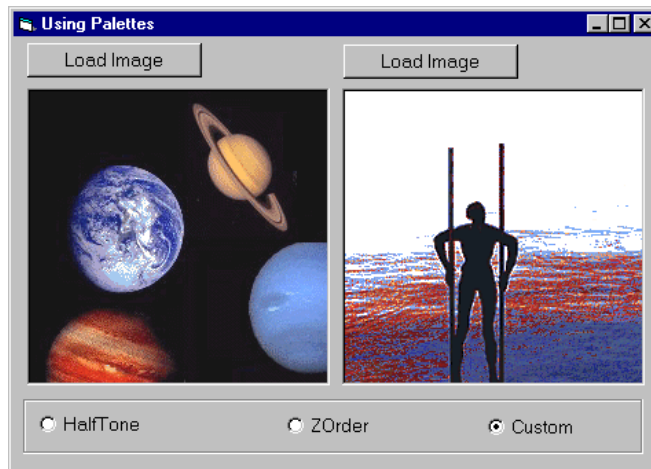 Using Palettes
Load Image
Load Image
HalfTone
ZOrder
Custom